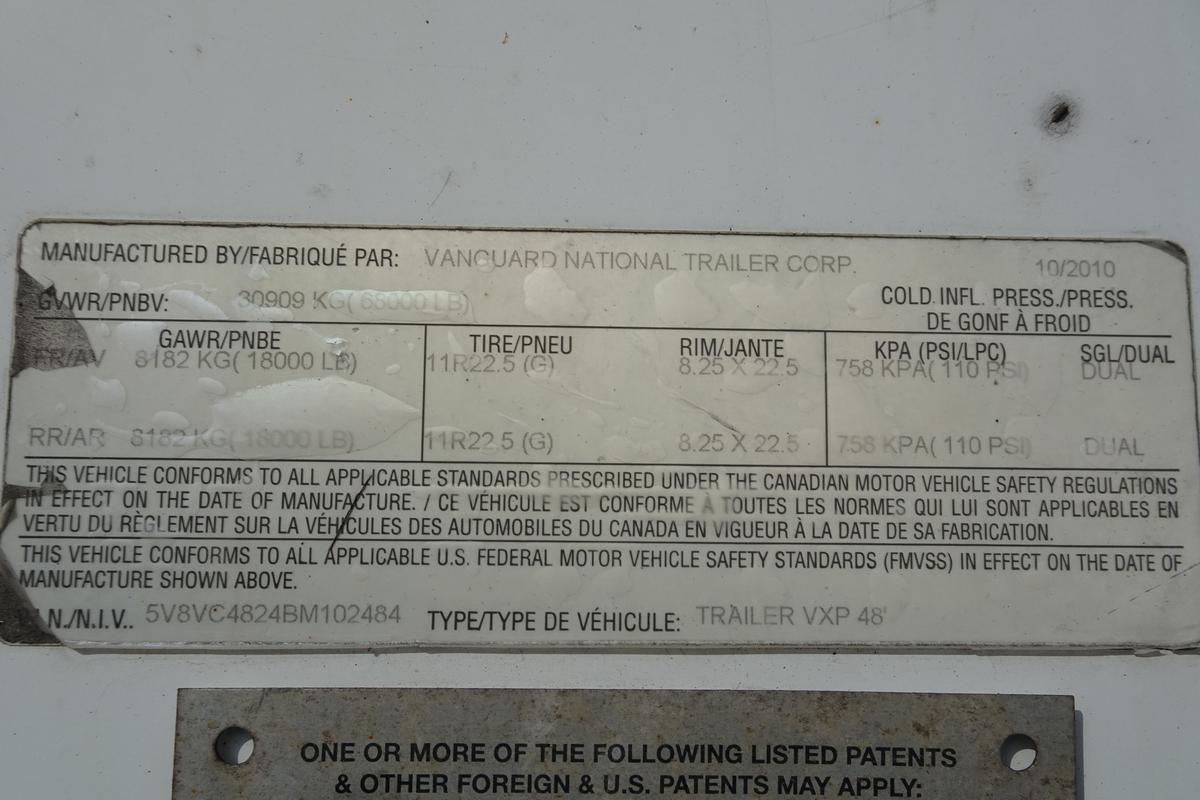 MANUFACTURED BY/FABRIQUÉ PAR: VANGUARD NATIONAL TRAILER CORP. 10/2010
GVWR/PNBV: 30909 KG( 68000 LB) COLD INFL. PRESS./PRESS.
DE GONF À FROID
GAWR/PNBE TIRE/PNEU RIM/JANTE KPA (PSI/LPC) SGL/DUAL
FR/AV 8182 KG( 18000 LB) 11R22.5 (G) 8.25 X 22.5 758 KPA( 110 PSI) DUAL
RR/AR 8182 KG( 18000 LB) 11R22.5 (G) 8.25 X 22.5 758 KPA( 110 PSI) DUAL
THIS VEHICLE CONFORMS TO ALL APPLICABLE STANDARDS PRESCRIBED UNDER THE CANADIAN MOTOR VEHICLE SAFETY REGULATIONS
IN EFFECT ON THE DATE OF MANUFACTURE. / CE VÉHICULE EST CONFORME À TOUTES LES NORMES QUI LUI SONT APPLICABLES EN
VERTU DU RÈGLEMENT SUR LA VÉHICULES DES AUTOMOBILES DU CANADA EN VIGUEUR À LA DATE DE SA FABRICATION.
THIS VEHICLE CONFORMS TO ALL APPLICABLE U.S. FEDERAL MOTOR VEHICLE SAFETY STANDARDS (FMVSS) IN EFFECT ON THE DATE OF
MANUFACTURE SHOWN ABOVE.
N./N.I.V.. 5V8VC4824BM102484 TYPE/TYPE DE VÉHICULE: TRAILER VXP 48'
ONE OR MORE OF THE FOLLOWING LISTED PATENTS
& OTHER FOREIGN & U.S. PATENTS MAY APPLY: